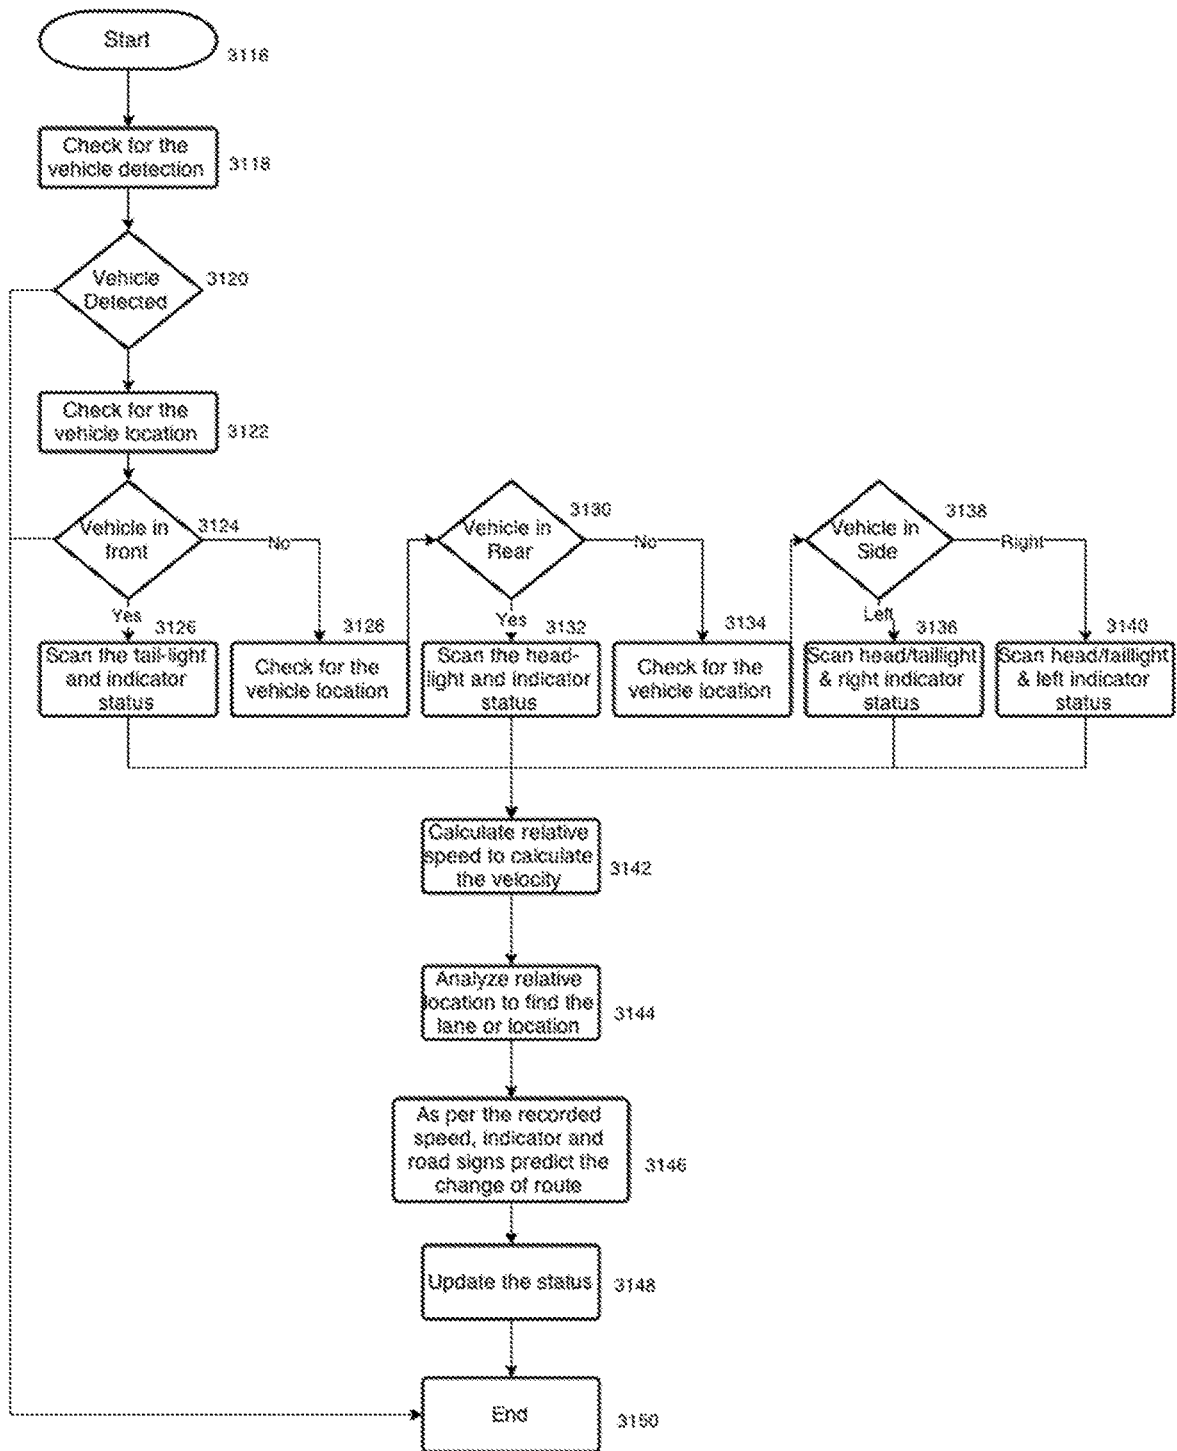 Start
3116
Check for the
vehicle detection
3118
Vehicle
Detected
3120
Check for the
vehicle location
3122
Vehicle in
front
3124
No
Yes
3126
Scan the tail-light
and indicator
status
3128
Check for the
vehicle location
Vehicle in
Rear
3130
No
Yes
3132
Scan the head-
light and indicator
status
3134
Check for the
vehicle location
Vehicle in
Side
3138
Right
Left
3136
Scan head/taillight
& right indicator
status
3140
Scan head/taillight
& left indicator
status
Calculate relative
speed to calculate
the velocity
3142
Analyze relative
location to find the
lane or location
3144
As per the recorded
speed, indicator and
road signs predict the
change of route
3146
Update the status
3148
End
3150